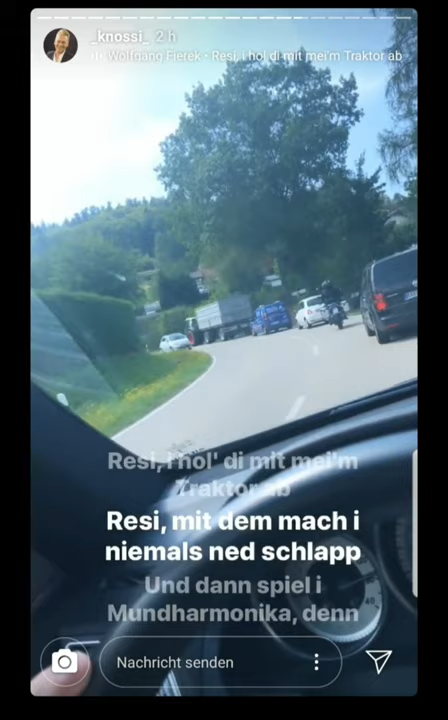 _knossi_ 2 h
Wolfgang Fierek • Resi, i hol di mit mei'm Traktor ab
Resi, i hol' di mit mei'm
Traktor ab
Resi, mit dem mach i
niemals ned schlapp
Und dann spiel i
Mundharmonika, denn
Nachricht senden